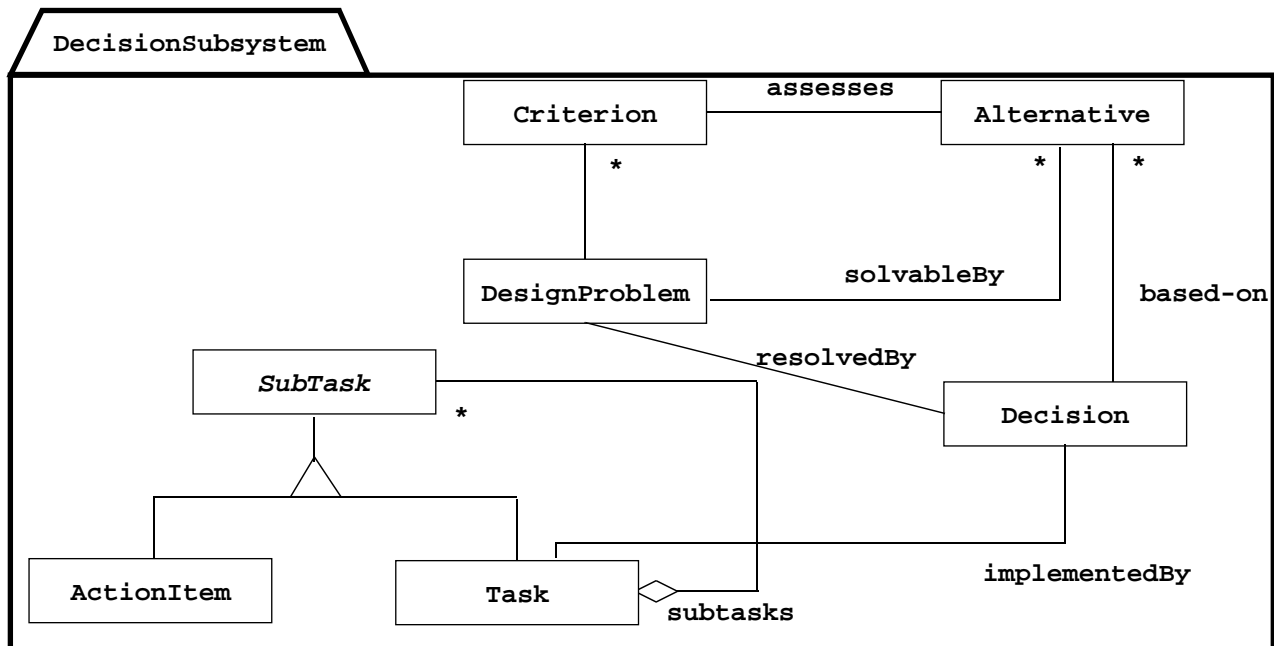 DecisionSubsystem
assesses
Criterion
Alternative
*
*
*
solvableBy
DesignProblem
based-on
resolvedBy
SubTask
*
Decision
implementedBy
ActionItem
Task
subtasks